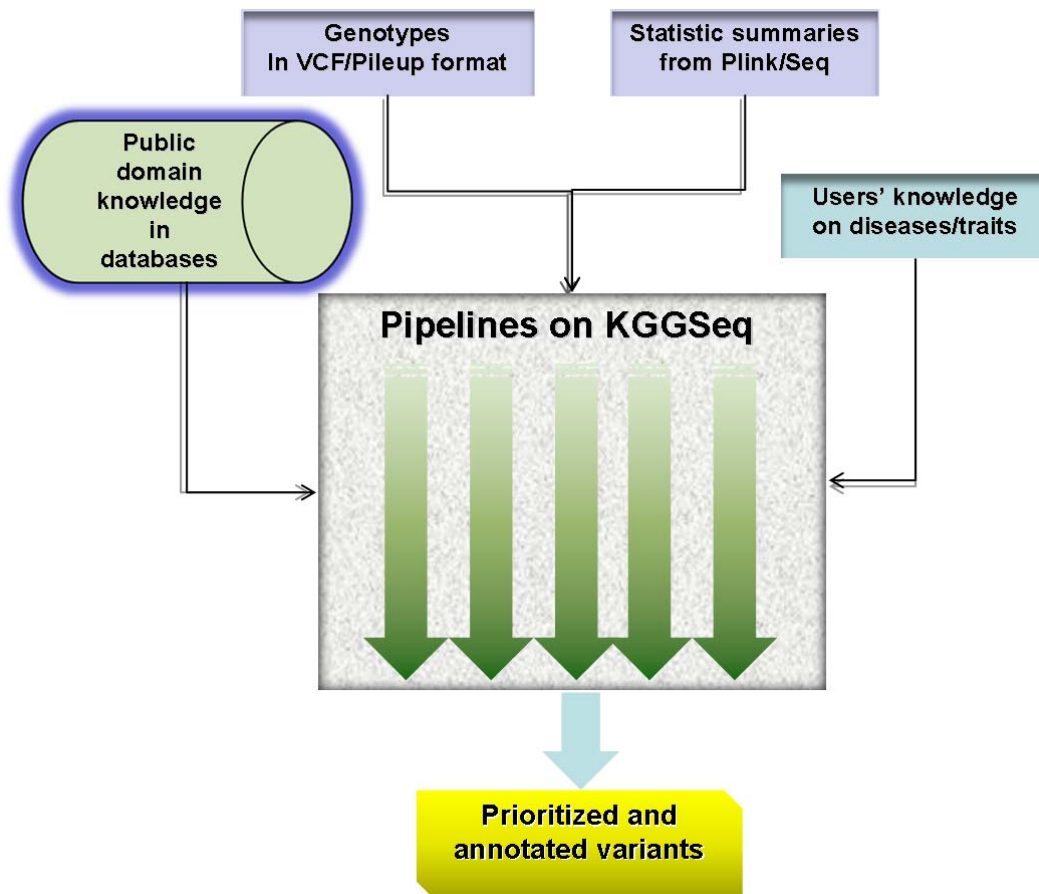 Genotypes
In VCF/Pileup format
Statistic summaries
from Plink/Seq
Public
domain
knowledge
in
databases
Users’ knowledge
on diseases/traits
Pipelines on KGGSeq
Prioritized and
annotated variants